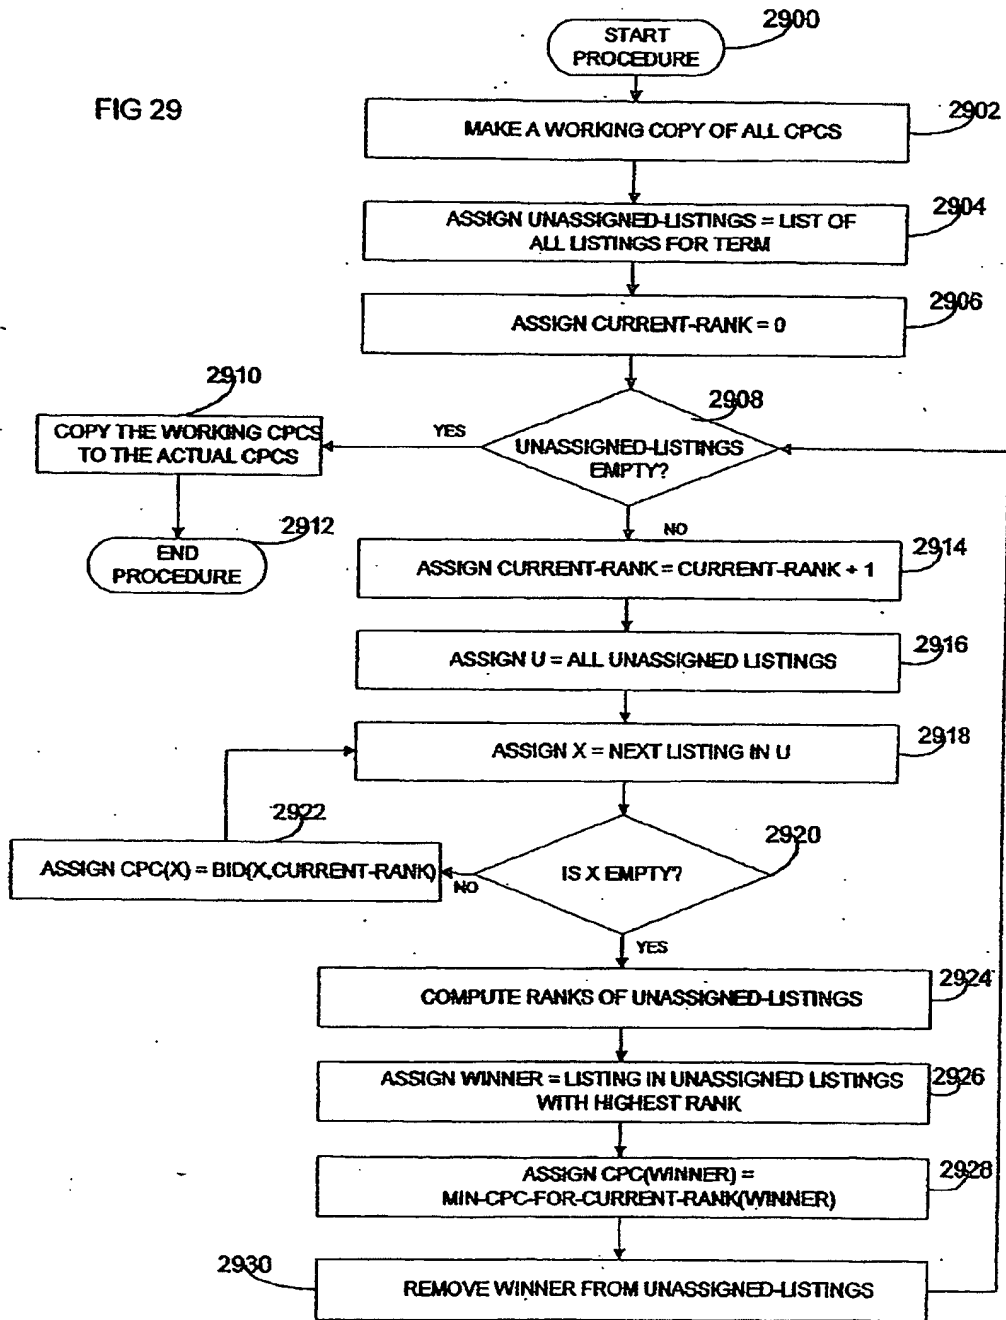 2900
START
PROCEDURE
FIG 29
2902
MAKE A WORKING COPY OF ALL CPCS
2904
ASSIGN UNASSIGNED-LISTINGS = LIST OF
ALL LISTINGS FOR TERM
2906
ASSIGN CURRENT-RANK = 0
2910
2908
COPY THE WORKING CPCS
TO THE ACTUAL CPCS
YES
UNASSIGNED-LISTINGS
EMPTY?
2912
END
PROCEDURE
NO
2914
ASSIGN CURRENT-RANK = CURRENT-RANK + 1
2916
ASSIGN U = ALL UNASSIGNED LISTINGS
2918
ASSIGN X = NEXT LISTING IN U
2922
2920
ASSIGN CPC(X) = BID(X,CURRENT-RANK)
NO
IS X EMPTY?
YES
2924
COMPUTE RANKS OF UNASSIGNED-LISTINGS
2926
ASSIGN WINNER = LISTING IN UNASSIGNED LISTINGS
WITH HIGHEST RANK
2928
ASSIGN CPC(WINNER) =
MIN-CPC-FOR-CURRENT-RANK(WINNER)
2930
REMOVE WINNER FROM UNASSIGNED-LISTINGS